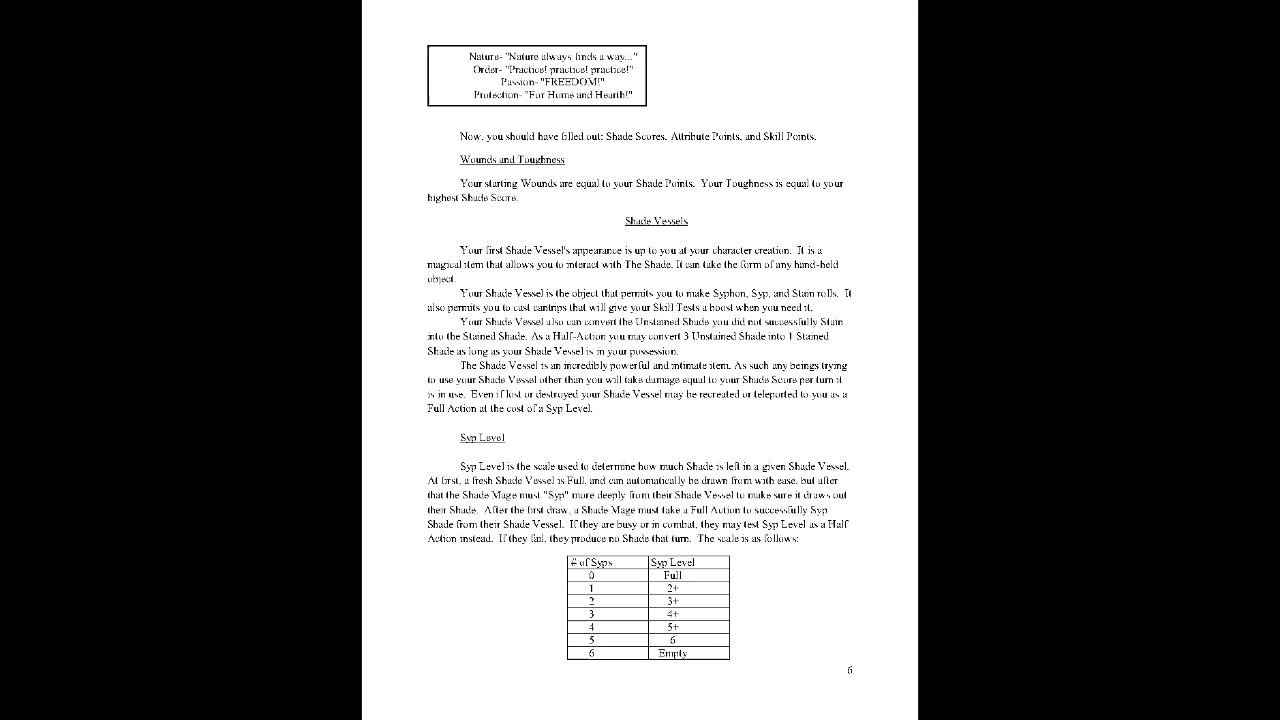 Nature- "Nature always finds a way..."
Order- "Practice! practice! practice!"
Passion- "FREEDOM!"
Protection- "For Home and Hearth!"
Now, you should have filled out: Shade Scores, Attribute Points, and Skill Points.
Wounds and Toughness
Your starting Wounds are equal to your Shade Points. Your Toughness is equal to your
highest Shade Score.
Shade Vessels
Your first Shade Vessel's appearance is up to you at your character creation. It is a
magical item that allows you to interact with The Shade. It can take the form of any hand-held
object.
Your Shade Vessel is the object that permits you to make Syphon, Syp, and Stain rolls. It
also permits you to cast cantrips that will give your Skill Tests a boost when you need it.
Your Shade Vessel also can convert the Unstained Shade you did not successfully Stain
into the Stained Shade. As a Half-Action you may convert 3 Unstained Shade into 1 Stained
Shade as long as your Shade Vessel is in your possession.
The Shade Vessel is an incredibly powerful and intimate item. As such any beings trying
to use your Shade Vessel other than you will take damage equal to your Shade Score per turn it
is in use. Even if lost or destroyed your Shade Vessel may be recreated or teleported to you as a
Full Action at the cost of a Syp Level.
Syp Level
Syp Level is the scale used to determine how much Shade is left in a given Shade Vessel.
At first, a fresh Shade Vessel is Full, and can automatically be drawn from with ease, but after
that the Shade Mage must "Syp" more deeply from their Shade Vessel to make sure it draws out
their Shade. After the first draw, a Shade Mage must take a Full Action to successfully Syp
Shade from their Shade Vessel. If they are busy or in combat, they may test Syp Level as a Half
Action instead. If they fail, they produce no Shade that turn. The scale is as follows:
# of Syps Syp Level
0 Full
1 2+
2 3+
3 4+
4 5+
5 6
6 Empty
6